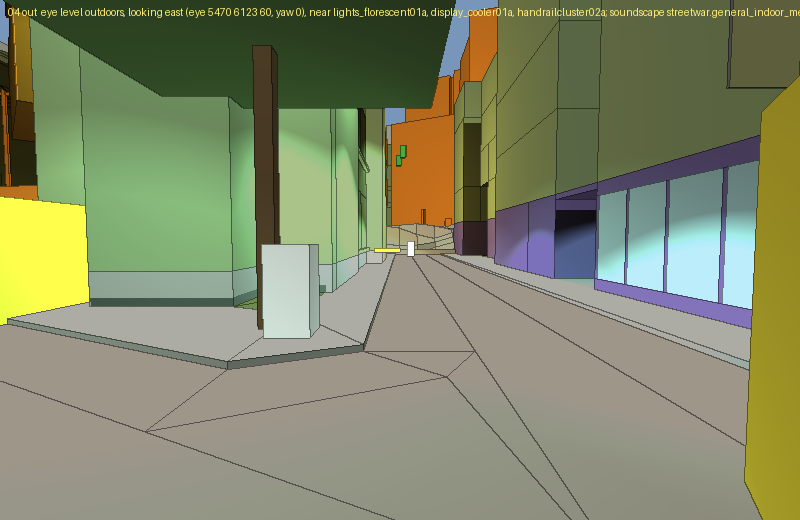 04 out eye level outdoors, looking east (eye 5470 6123 60, yaw 0), near lights_florescent01a, display_cooler01a, handrailcluster02a; soundscape streetwar.general_indoor_me